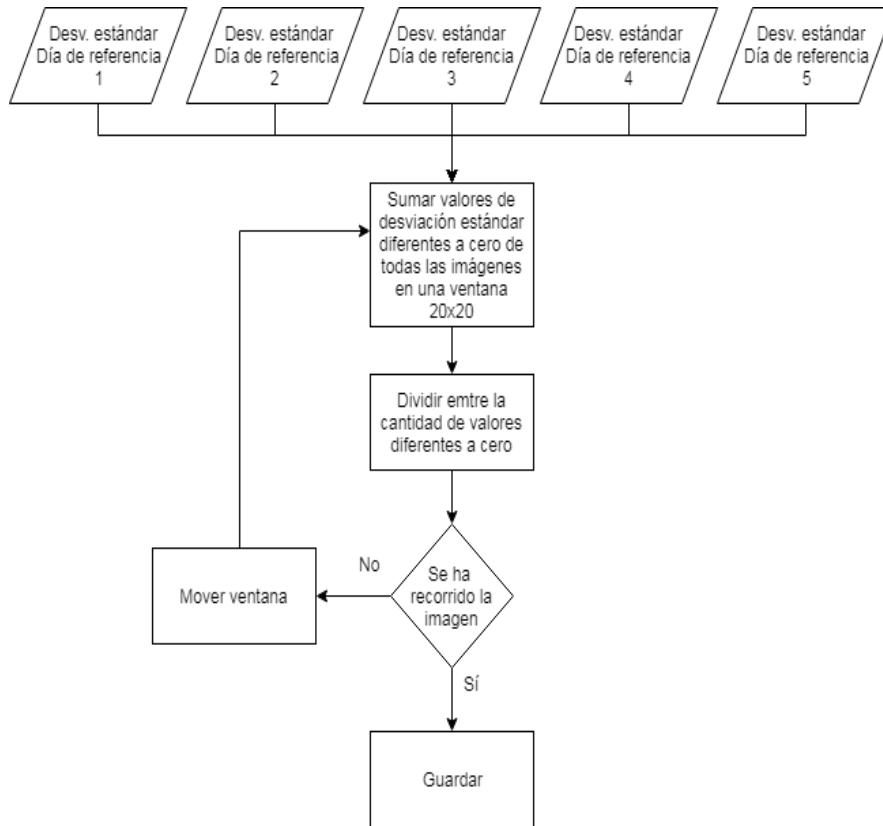 Desv. estándar
Día de referencia
1
Desv. estándar
Día de referencia
2
Desv. estándar
Día de referencia
3
Desv. estándar
Día de referencia
4
Desv. estándar
Día de referencia
5
Sumar valores de
desviación estándar
diferentes a cero de
todas las imágenes
en una ventana
20x20
Dividir emtre la
cantidad de valores
diferentes a cero
Se ha
recorrido la
imagen
No
Mover ventana
Sí
Guardar